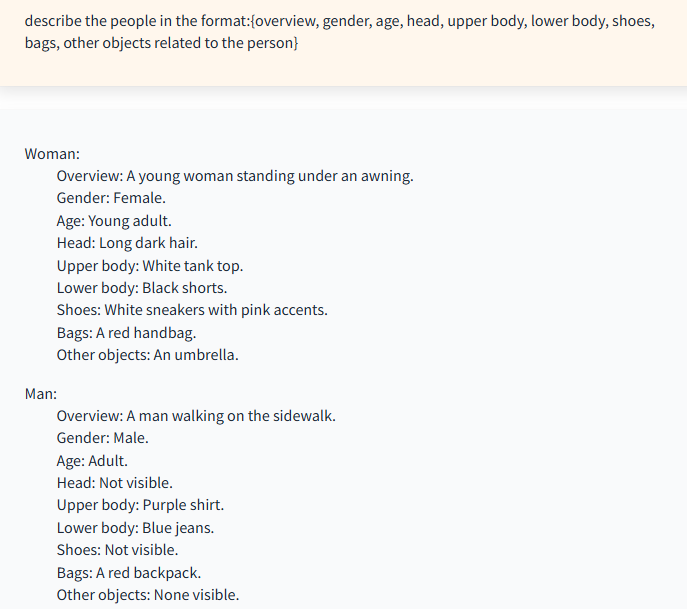 describe the people in the format:{overview, gender, age, head, upper body, lower body, shoes,
bags, other objects related to the person}
Woman:
Overview: A young woman standing under an awning.
Gender: Female.
Age: Young adult.
Head: Long dark hair.
Upper body: White tank top.
Lower body: Black shorts.
Shoes: White sneakers with pink accents.
Bags: A red handbag.
Other objects: An umbrella.
Man:
Overview: A man walking on the sidewalk.
Gender: Male.
Age: Adult.
Head: Not visible.
Upper body: Purple shirt.
Lower body: Blue jeans.
Shoes: Not visible.
Bags: A red backpack.
Other objects: None visible.